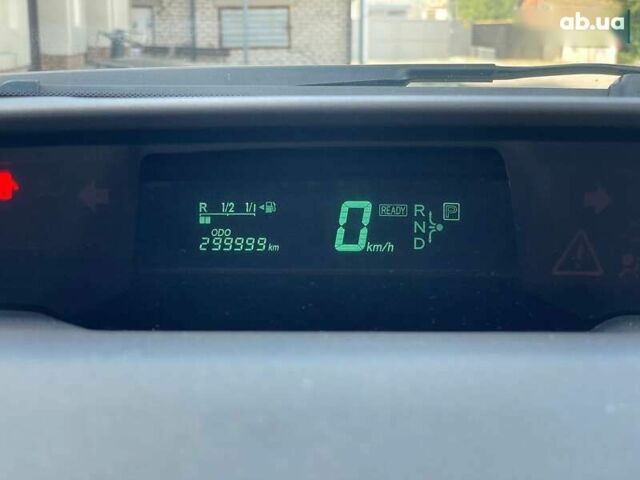 ab.ua
R 1/2 1/1
ODO
299999 km
0 km/h
READY
R
N
D
P